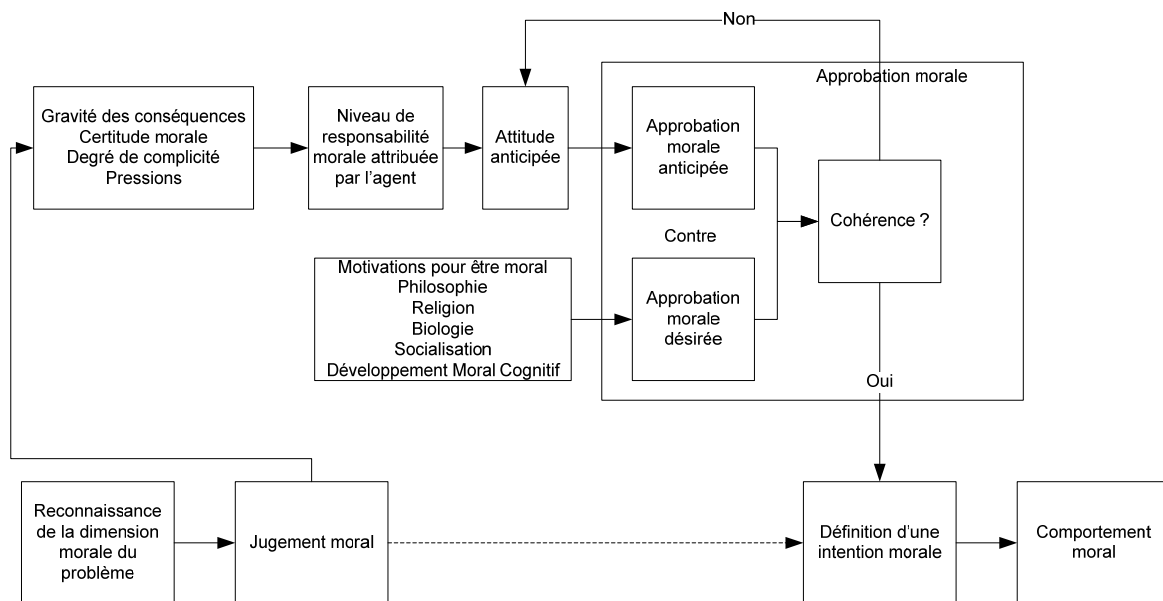 Non
Approbation morale
Gravité des conséquences
Certitude morale
Degré de complicité
Pressions
Niveau de
responsabilité
morale attribuée
par l'agent
Attitude
anticipée
Approbation
morale
anticipée
Cohérence ?
Contre
Motivations pour être moral
Philosophie
Religion
Biologie
Socialisation
Développement Moral Cognitif
Approbation
morale
désirée
Oui
Reconnaissance
de la dimension
morale du
problème
Jugement moral
Définition d'une
intention morale
Comportement
moral